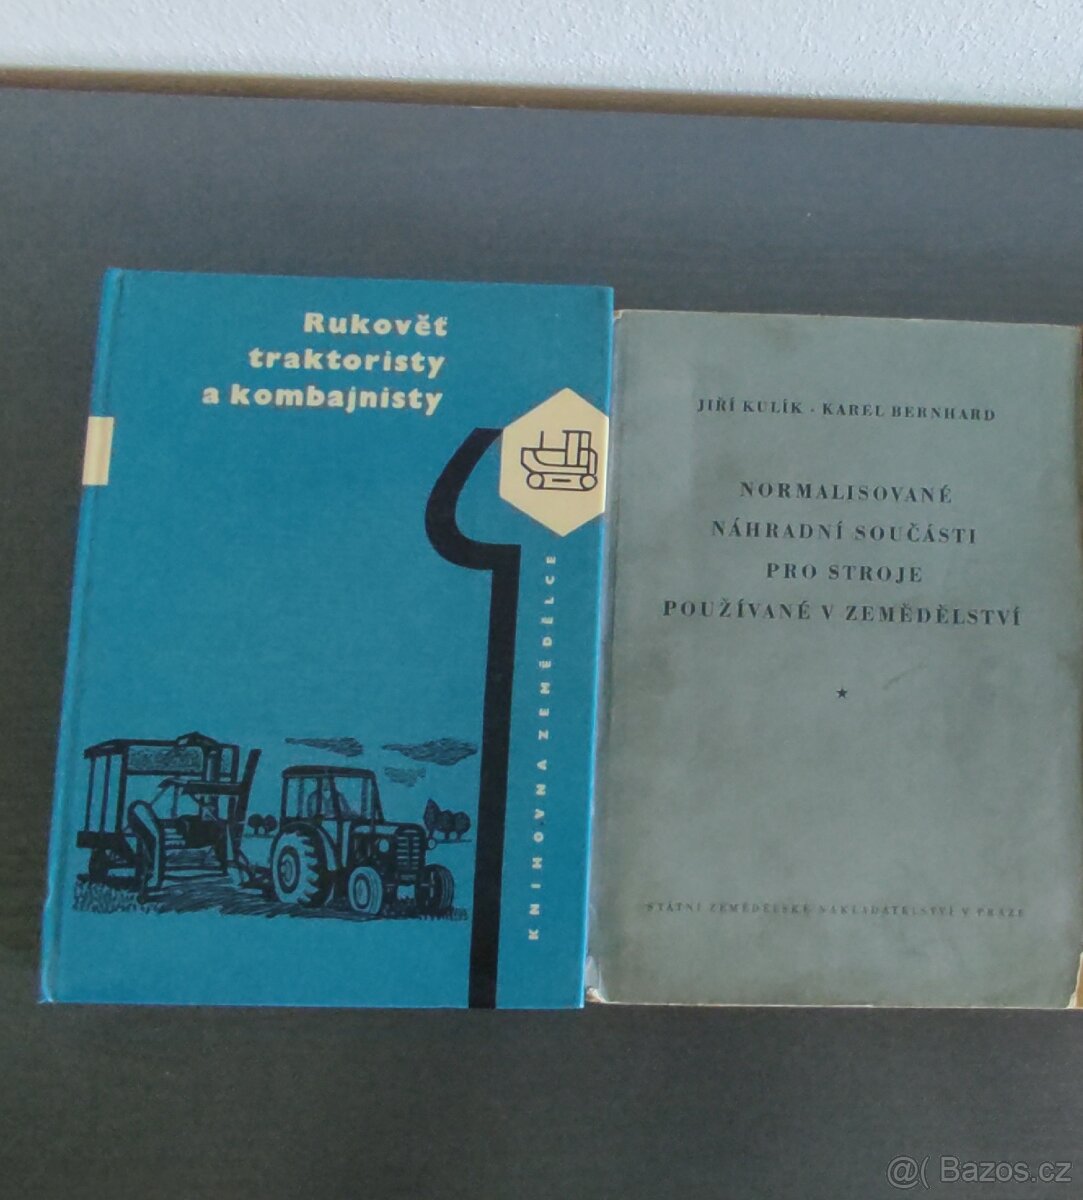 Rukověť
traktoristy
a kombajnisty
KNIHOVNA ZEMĚDĚLCE
JIŘÍ KULÍK · KAREL BERNHARD
NORMALISOVANÉ
NÁHRADNÍ SOUČÁSTI
PRO STROJE
POUŽÍVANÉ V ZEMĚDĚLSTVÍ
STÁTNÍ ZEMĚDĚLSKÉ NAKLADATELSTVÍ V PRAZE
@( Bazos.cz